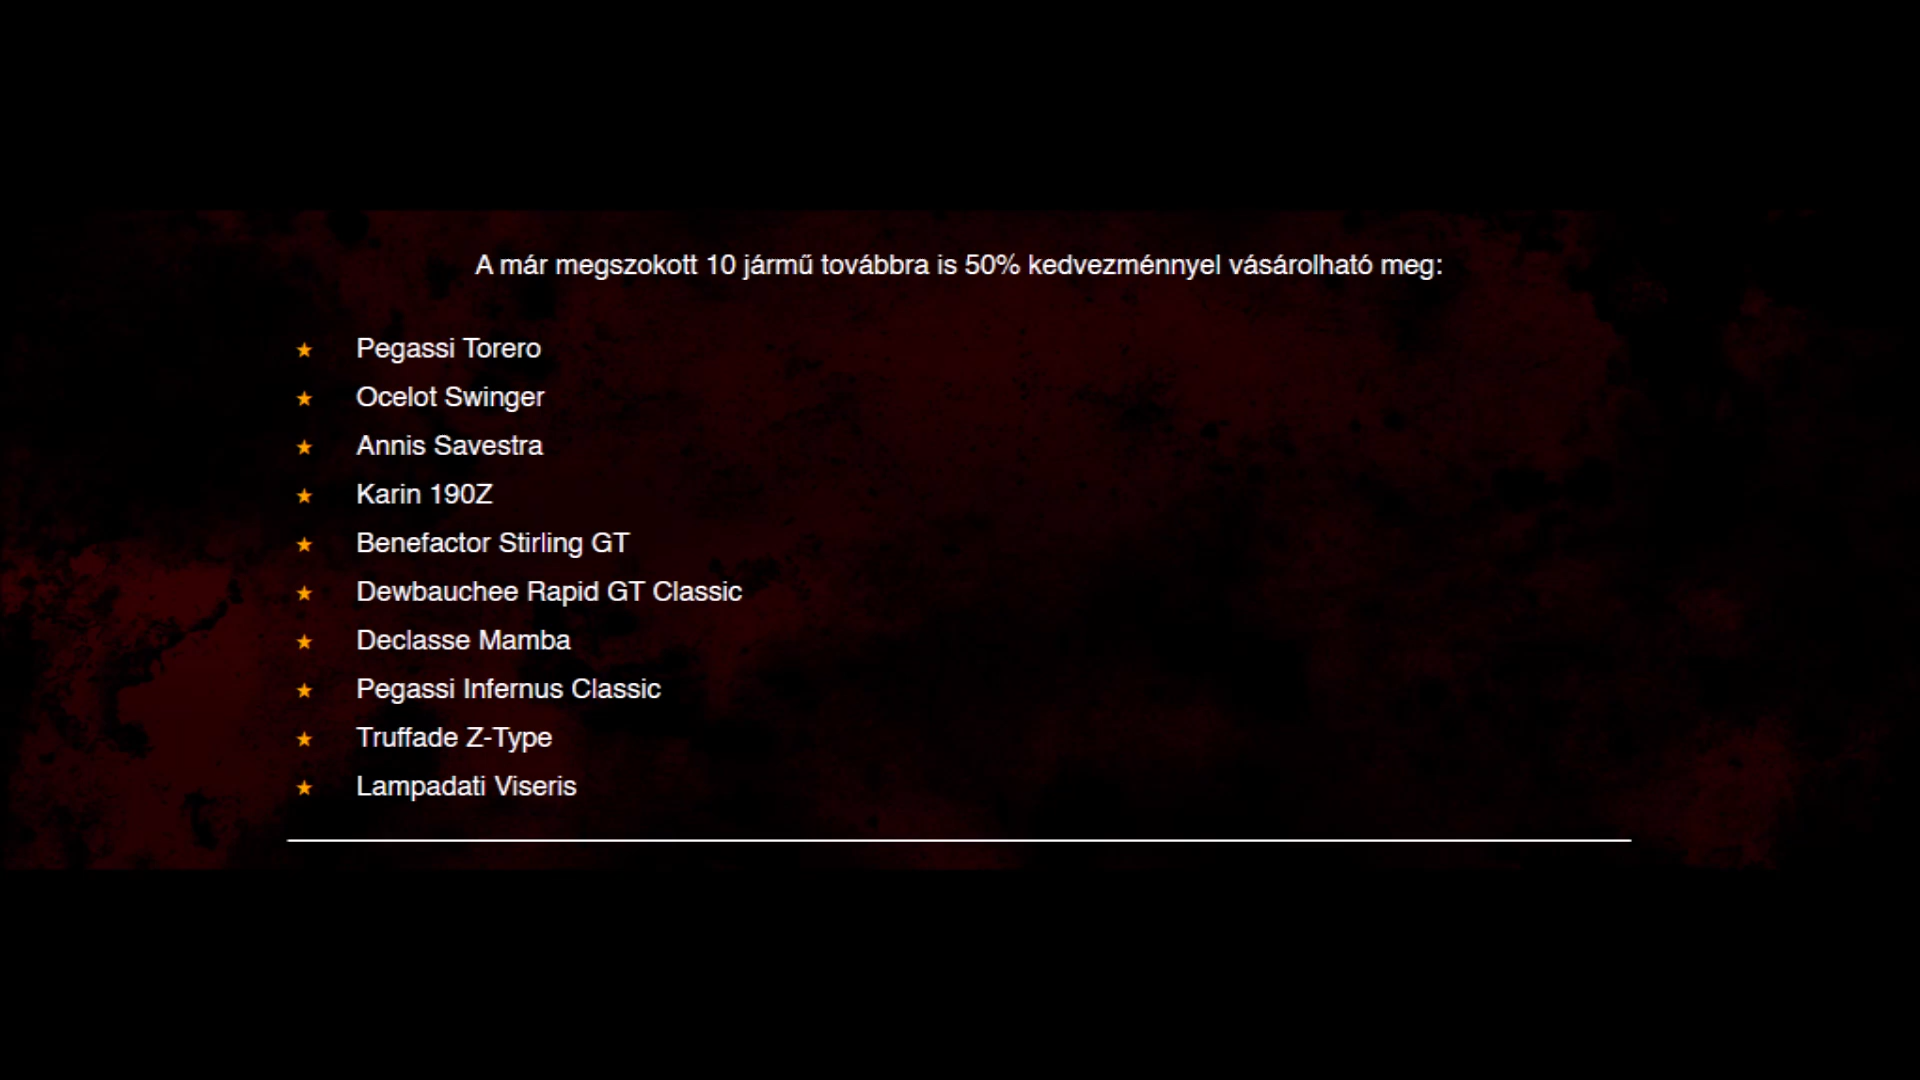 A már megszokott 10 jármű továbbra is 50% kedvezménnyel vásárolható meg:
★ Pegassi Torero
★ Ocelot Swinger
★ Annis Savestra
★ Karin 190Z
★ Benefactor Stirling GT
★ Dewbauchee Rapid GT Classic
★ Declasse Mamba
★ Pegassi Infernus Classic
★ Truffade Z-Type
★ Lampadati Viseris